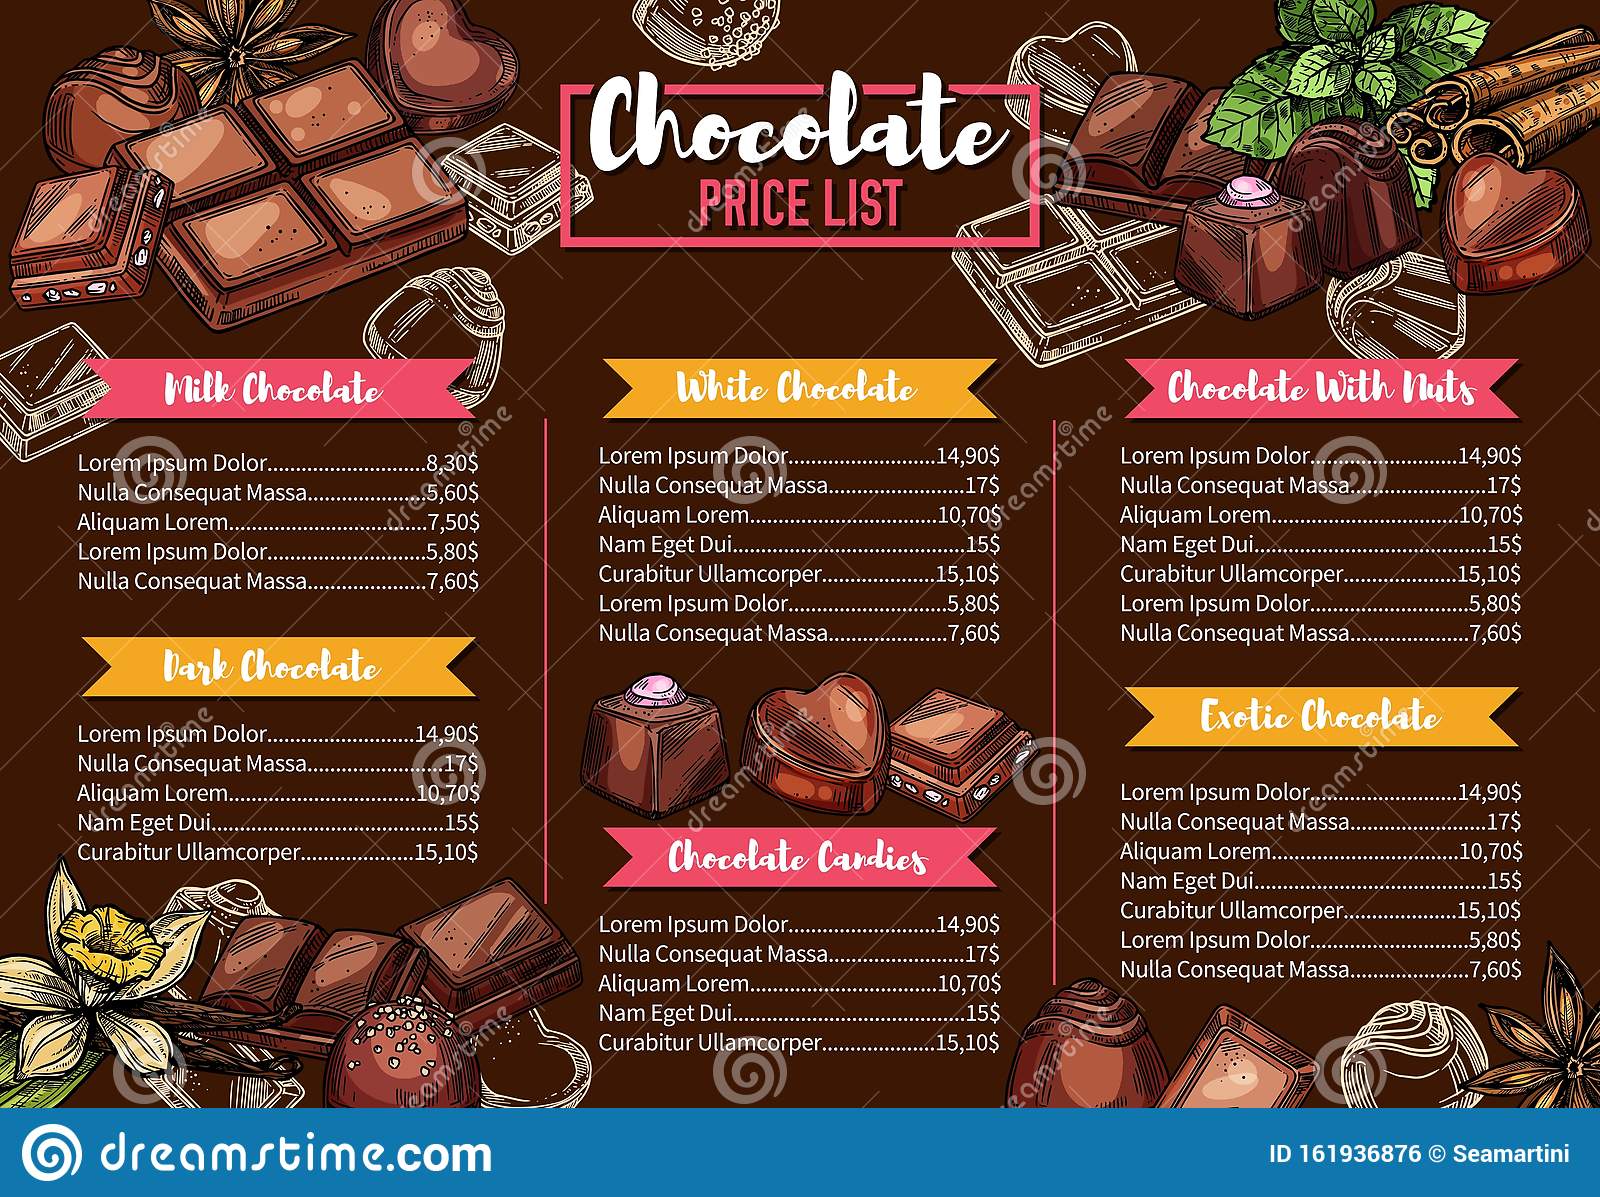 Chocolate
PRICE LIST
Milk Chocolate
Lorem Ipsum Dolor...........................8,30$
Nulla Consequat Massa....................5,60$
Aliquam Lorem..................................7,50$
Lorem Ipsum Dolor...........................5,80$
Nulla Consequat Massa....................7,60$
Dark Chocolate
Lorem Ipsum Dolor.........................14,90$
Nulla Consequat Massa.......................17$
Aliquam Lorem................................10,70$
Nam Eget Dui........................................15$
Curabitur Ullamcorper...................15,10$
White Chocolate
Lorem Ipsum Dolor.........................14,90$
Nulla Consequat Massa.......................17$
Aliquam Lorem................................10,70$
Nam Eget Dui........................................15$
Curabitur Ullamcorper...................15,10$
Lorem Ipsum Dolor...........................5,80$
Nulla Consequat Massa....................7,60$
Chocolate Candies
Lorem Ipsum Dolor.........................14,90$
Nulla Consequat Massa.......................17$
Aliquam Lorem................................10,70$
Nam Eget Dui........................................15$
Curabitur Ullamcorper...................15,10$
Chocolate With Nuts
Lorem Ipsum Dolor.........................14,90$
Nulla Consequat Massa.......................17$
Aliquam Lorem................................10,70$
Nam Eget Dui........................................15$
Curabitur Ullamcorper...................15,10$
Lorem Ipsum Dolor...........................5,80$
Nulla Consequat Massa....................7,60$
Exotic Chocolate
Lorem Ipsum Dolor.........................14,90$
Nulla Consequat Massa.......................17$
Aliquam Lorem................................10,70$
Nam Eget Dui........................................15$
Curabitur Ullamcorper...................15,10$
Lorem Ipsum Dolor...........................5,80$
Nulla Consequat Massa....................7,60$
dreamstime.com
ID 161936876 © Seamartini